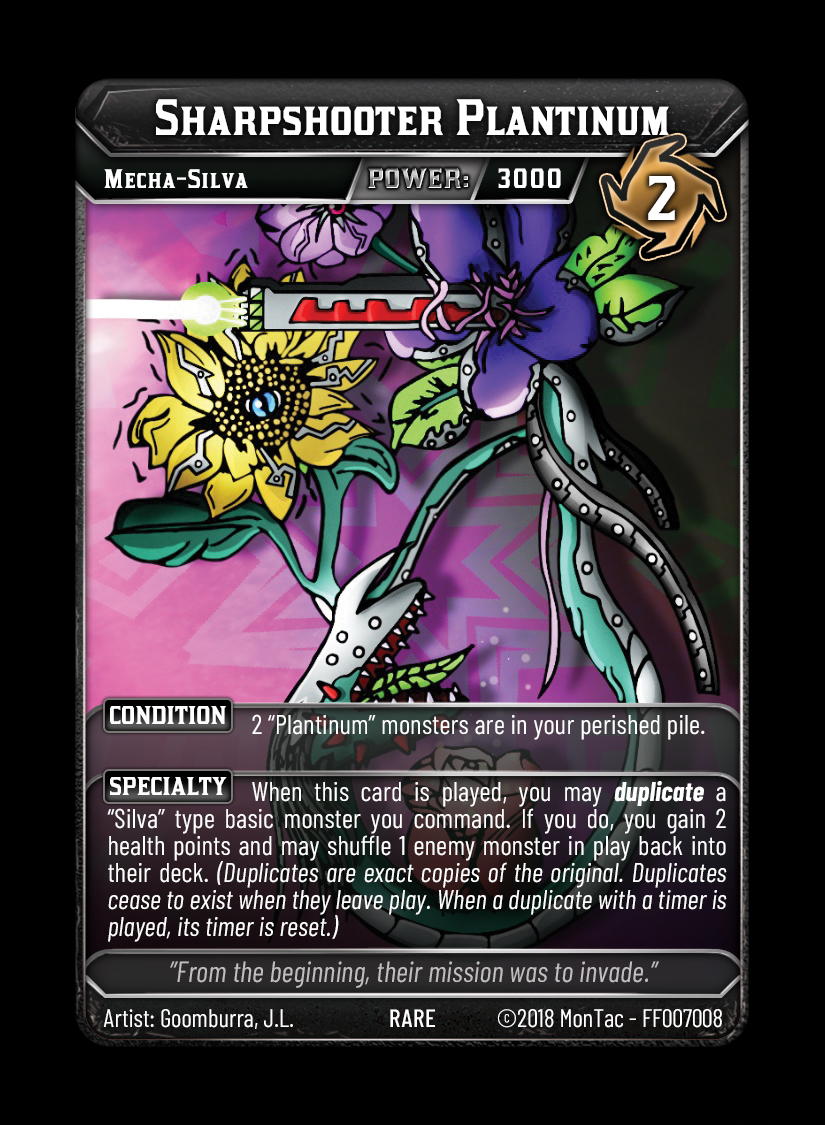 Sharpshooter Plantinum
Mecha-Silva POWER: 3000
2
CONDITION 2 “Plantinum” monsters are in your perished pile.
SPECIALTY When this card is played, you may duplicate a
“Silva” type basic monster you command. If you do, you gain 2
health points and may shuffle 1 enemy monster in play back into
their deck. (Duplicates are exact copies of the original. Duplicates
cease to exist when they leave play. When a duplicate with a timer is
played, its timer is reset.)
“From the beginning, their mission was to invade.”
Artist: Goomburra, J.L. RARE ©2018 MonTac - FF007008